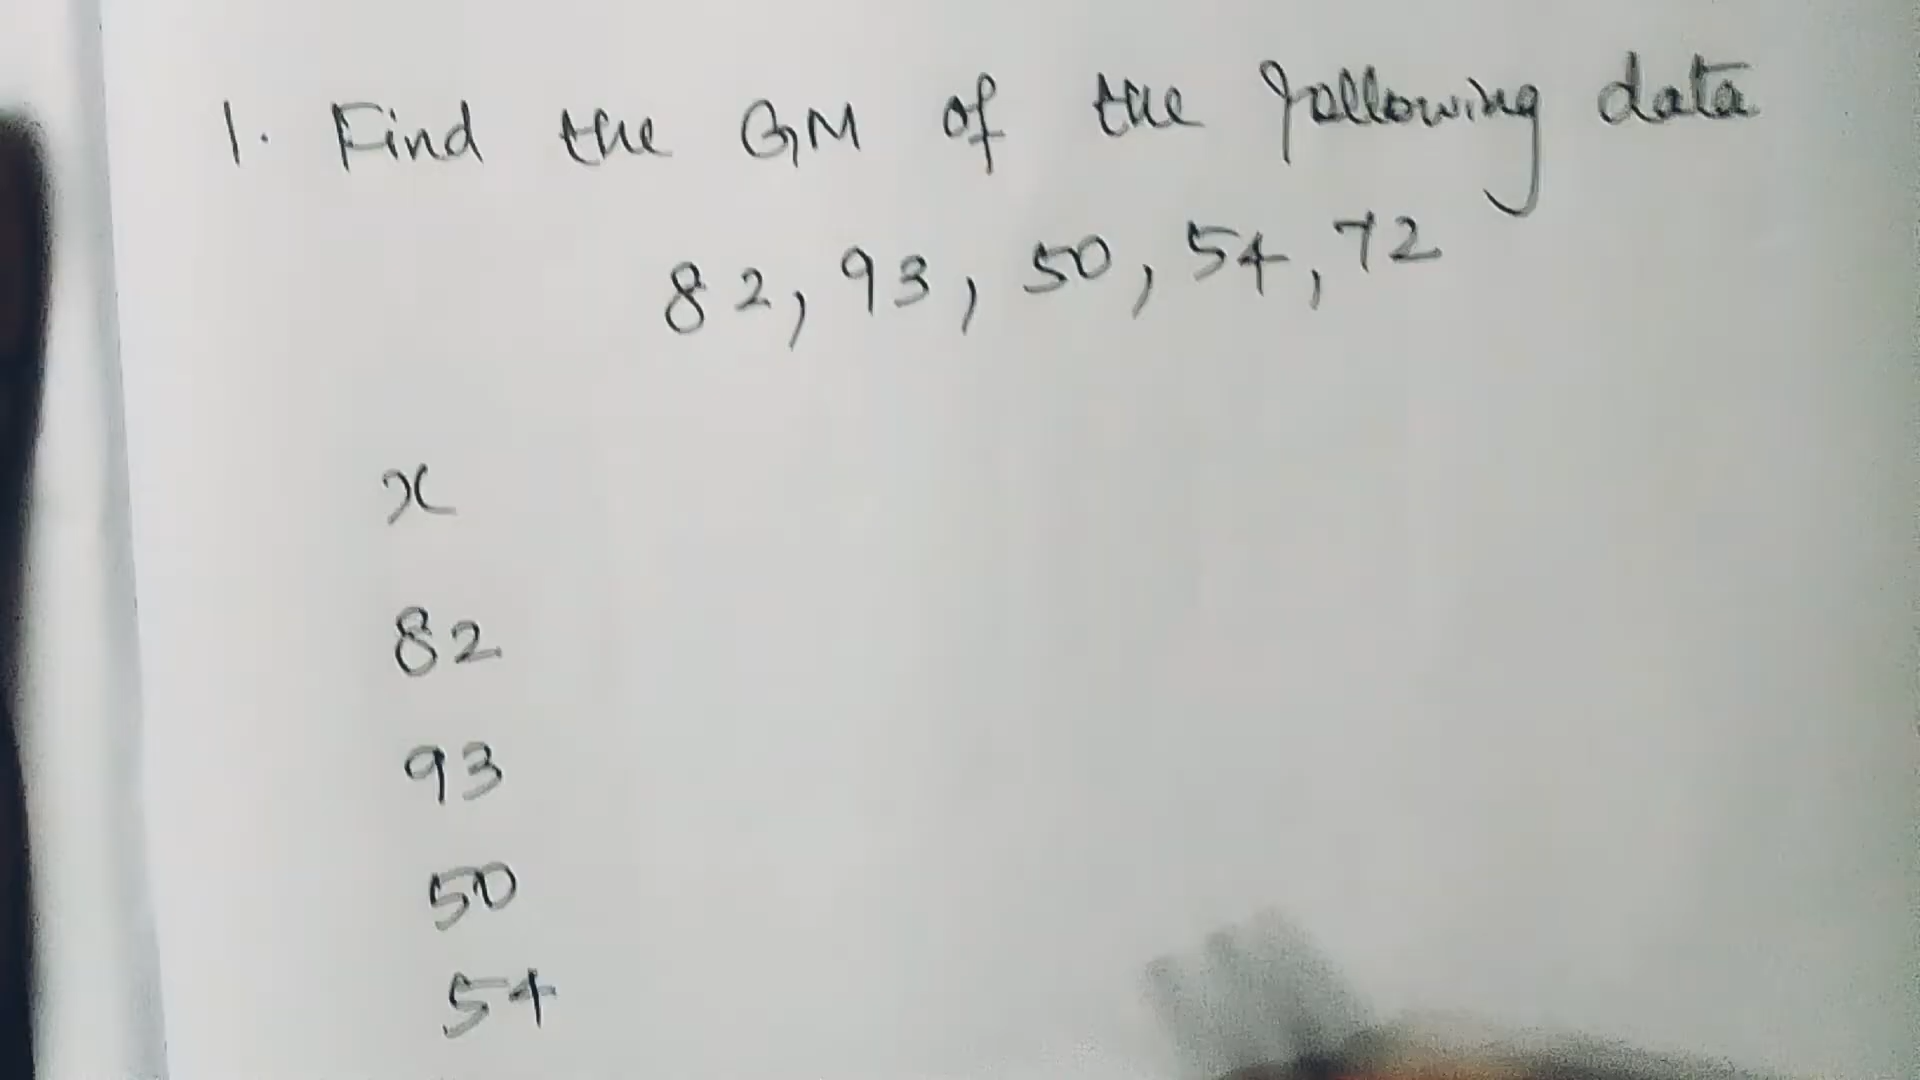 1. Find the GM of the following data
82, 93, 50, 54, 72
x
82
93
50
54